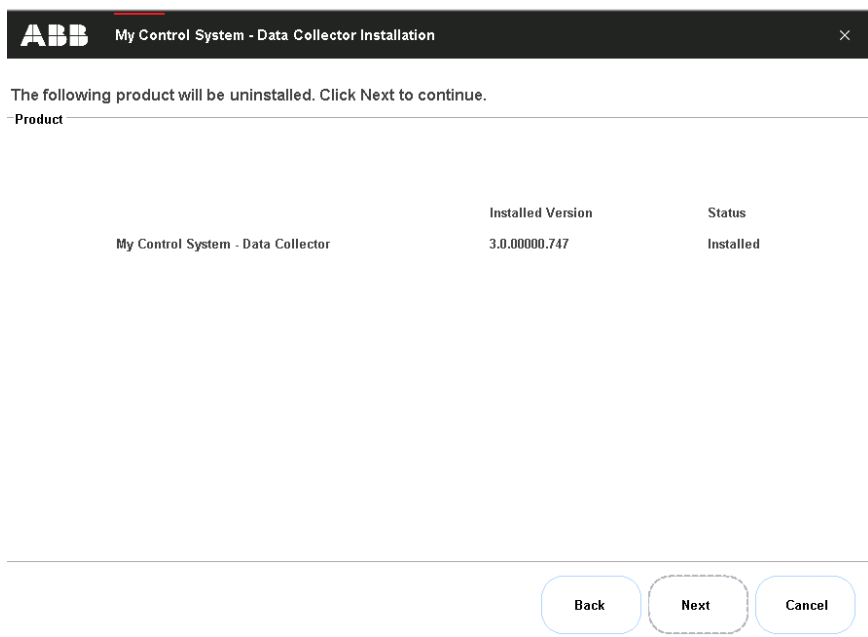 ABB My Control System - Data Collector Installation
The following product will be uninstalled. Click Next to continue.
Product
Installed Version Status
My Control System - Data Collector 3.0.00000.747 Installed
Back Next Cancel